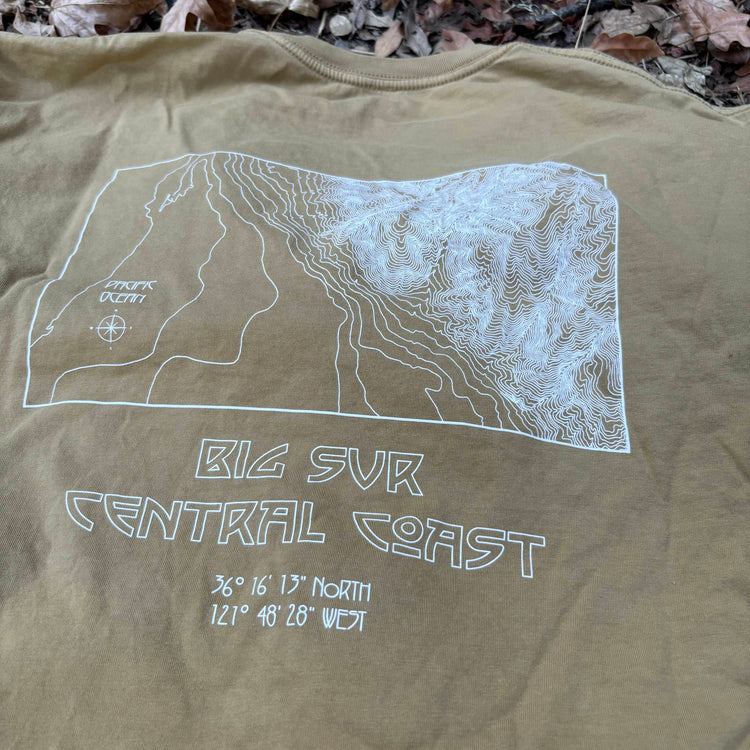 PACIFIC
OCEAN
BIG SUR
CENTRAL COAST
36° 16' 13" NORTH
121° 48' 28" WEST